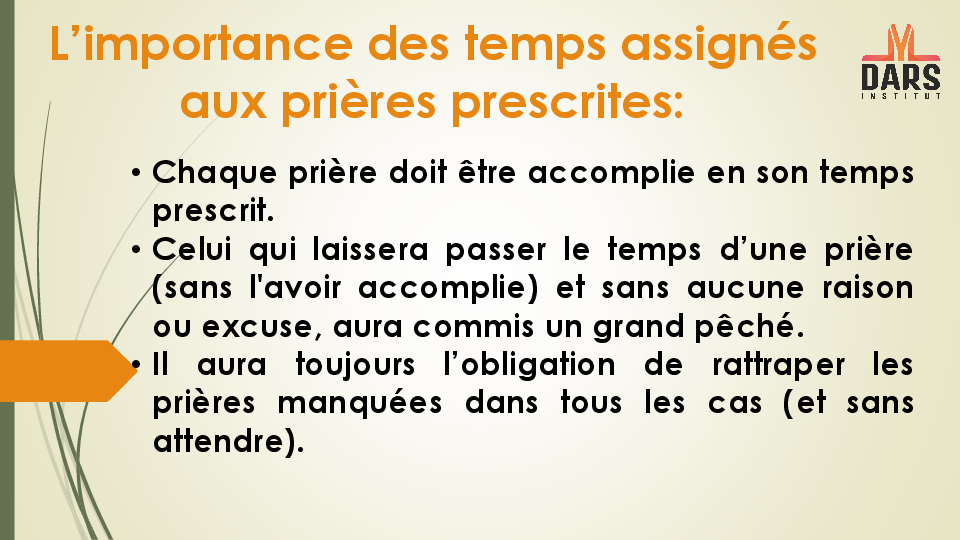 L’importance des temps assignés
aux prières prescrites:
DARS
INSTITUT
• Chaque prière doit être accomplie en son temps
prescrit.
• Celui qui laissera passer le temps d’une prière
(sans l'avoir accomplie) et sans aucune raison
ou excuse, aura commis un grand pêché.
• Il aura toujours l’obligation de rattraper les
prières manquées dans tous les cas (et sans
attendre).